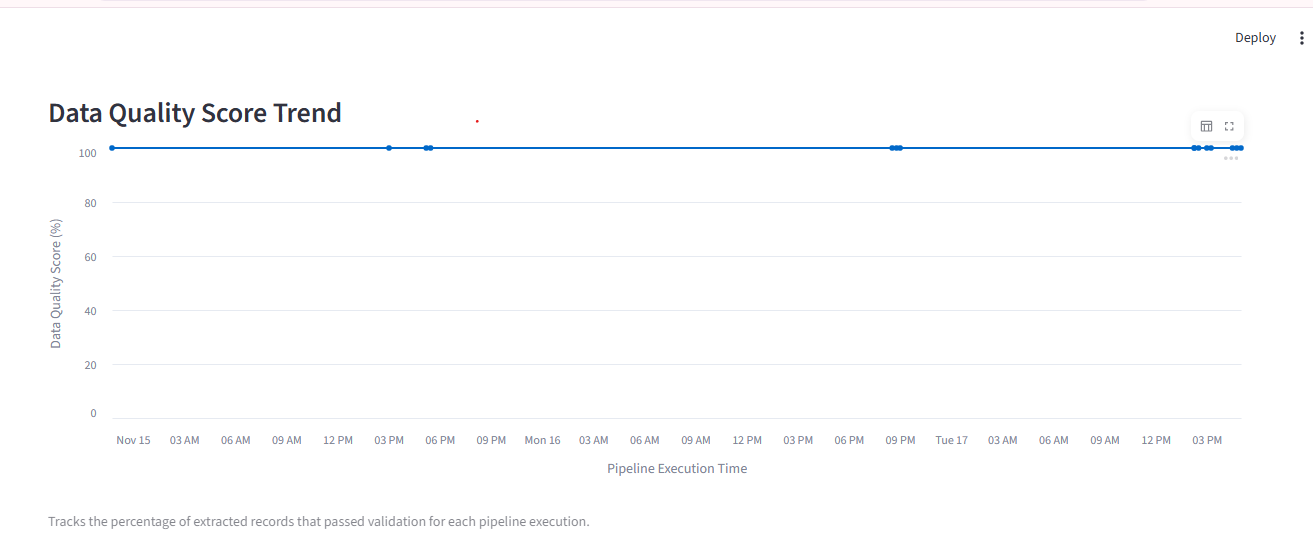 Deploy
Data Quality Score Trend
100
80
60
40
20
0
Data Quality Score (%)
Nov 15 03 AM 06 AM 09 AM 12 PM 03 PM 06 PM 09 PM Mon 16 03 AM 06 AM 09 AM 12 PM 03 PM 06 PM 09 PM Tue 17 03 AM 06 AM 09 AM 12 PM 03 PM
Pipeline Execution Time
Tracks the percentage of extracted records that passed validation for each pipeline execution.